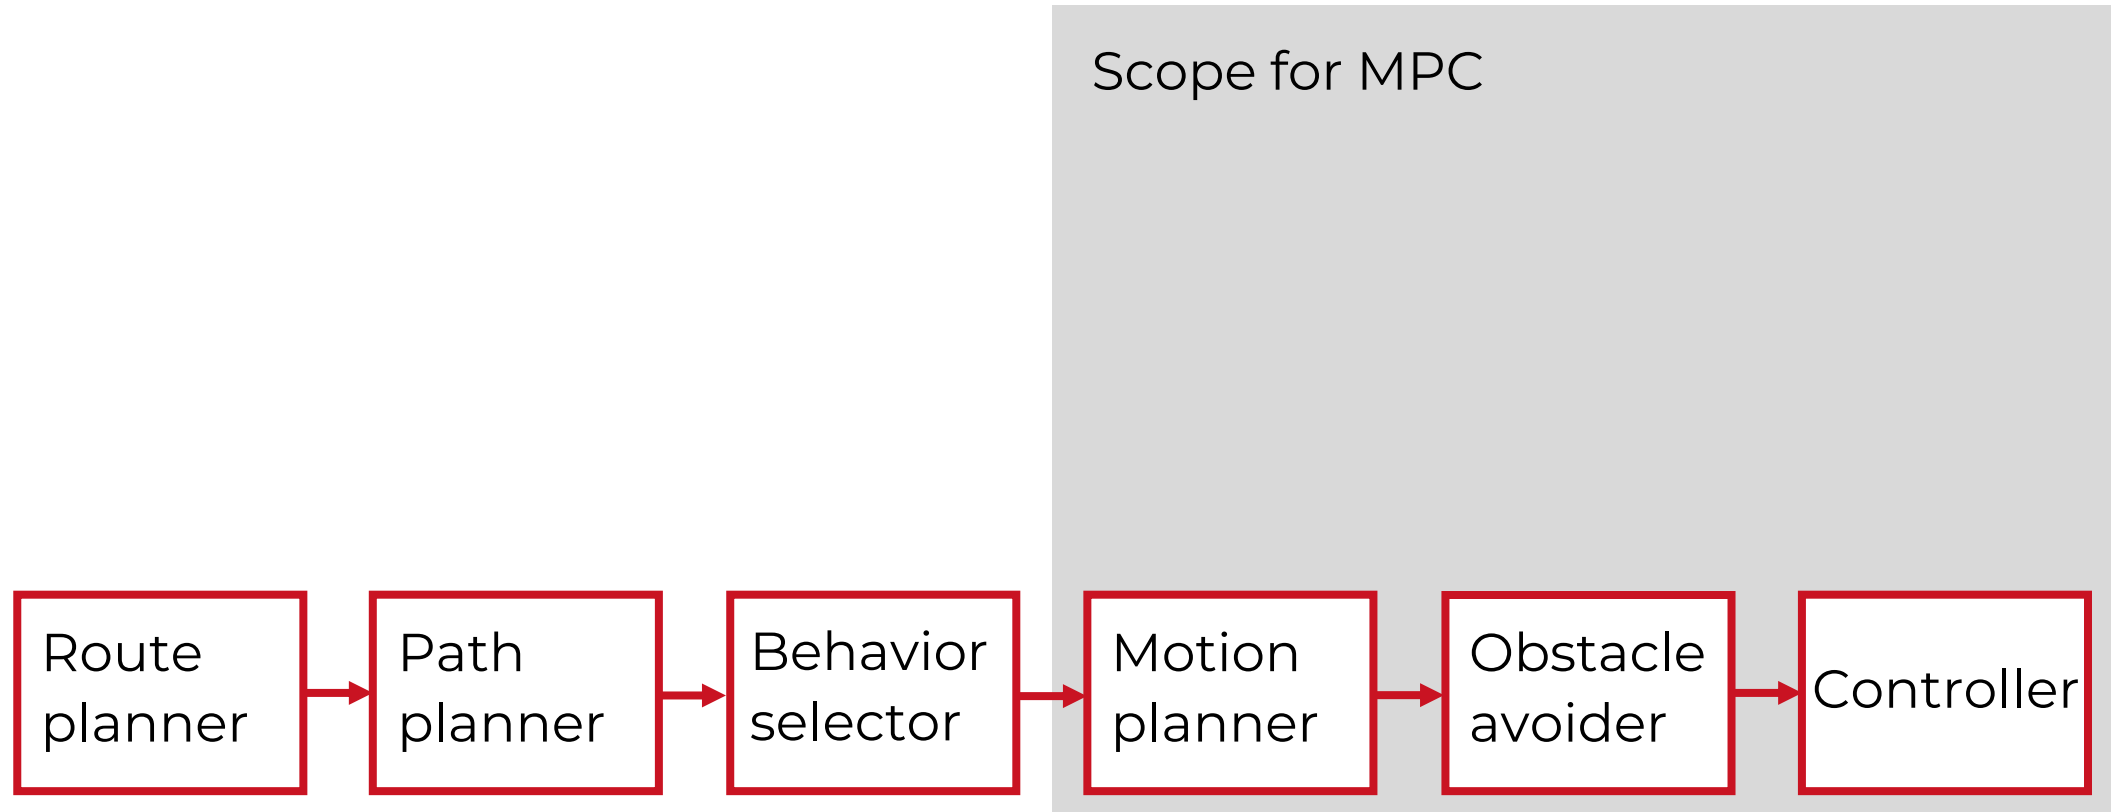 Scope for MPC
Route
planner
Path
planner
Behavior
selector
Motion
planner
Obstacle
avoider
Controller